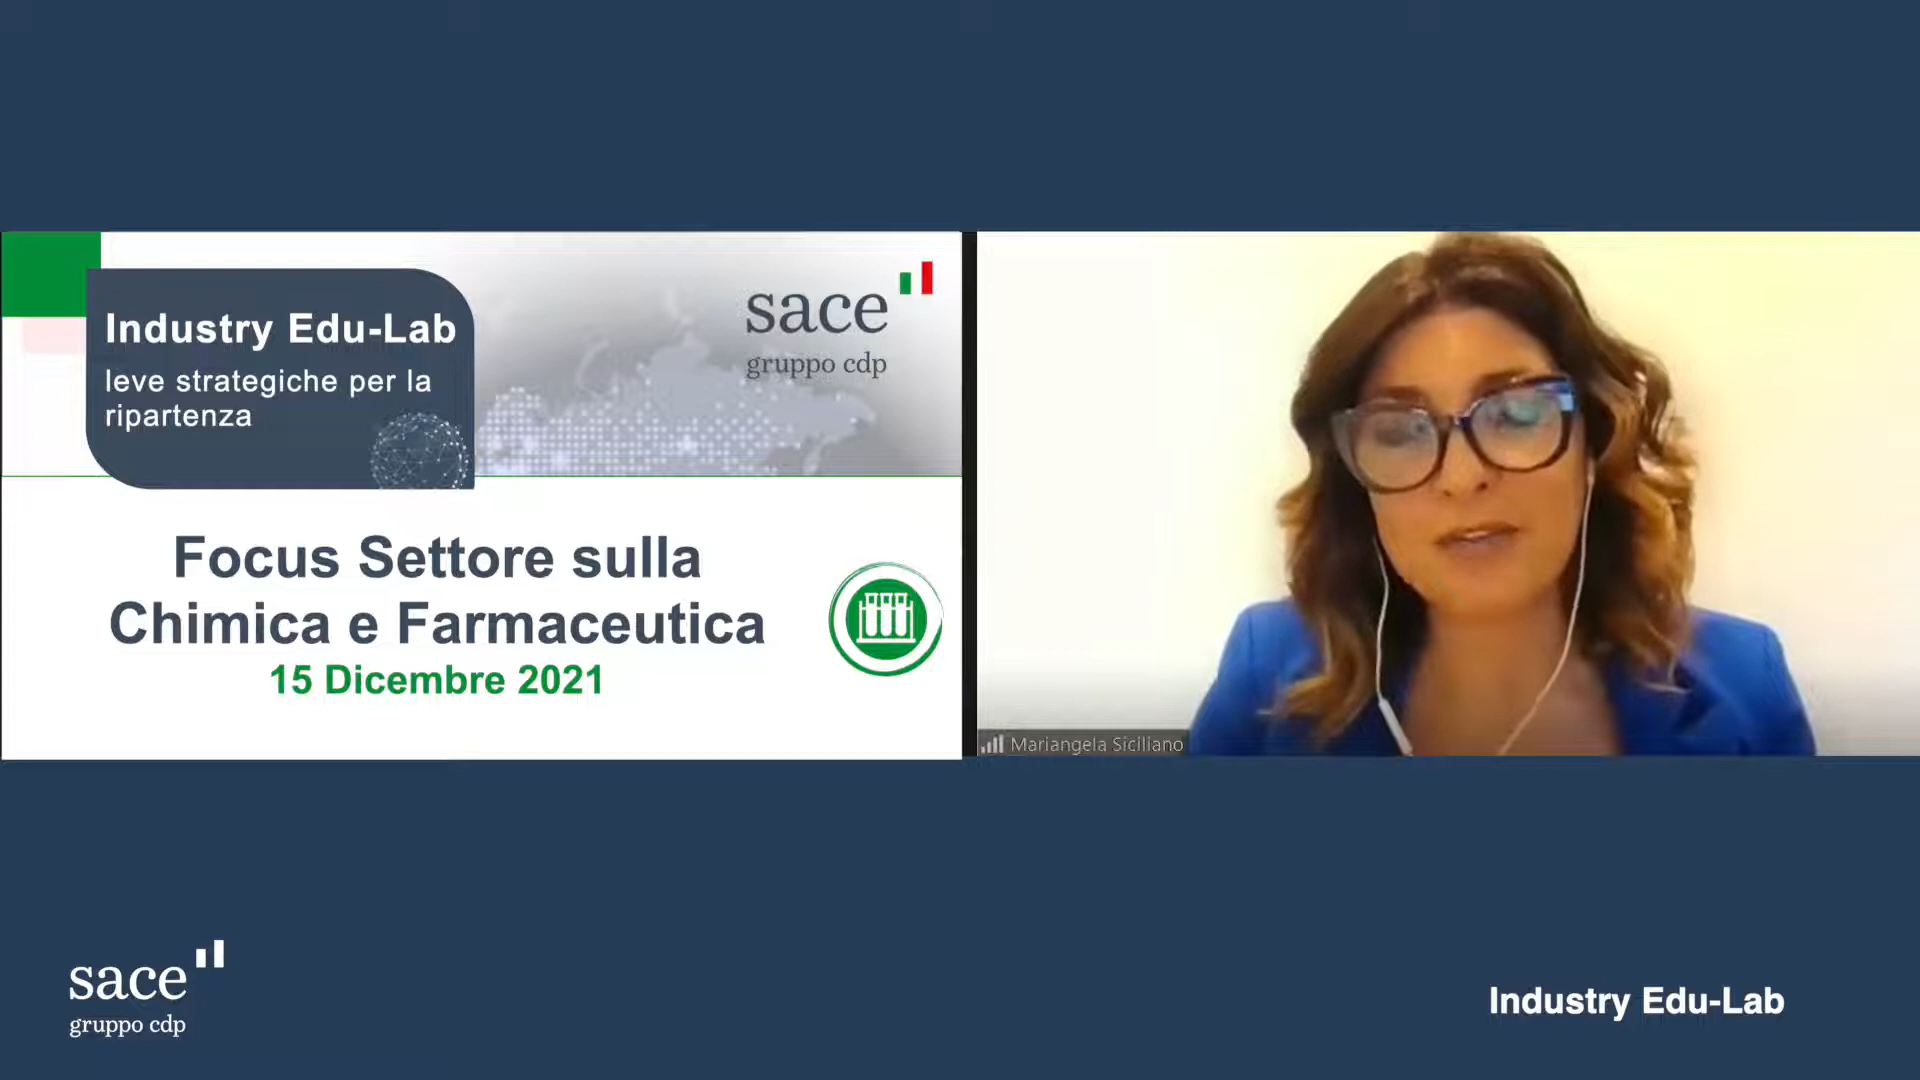 Industry Edu-Lab
leve strategiche per la
ripartenza
sace
gruppo cdp
Focus Settore sulla
Chimica e Farmaceutica
15 Dicembre 2021
Mariangela Siciliano
sace
gruppo cdp
Industry Edu-Lab